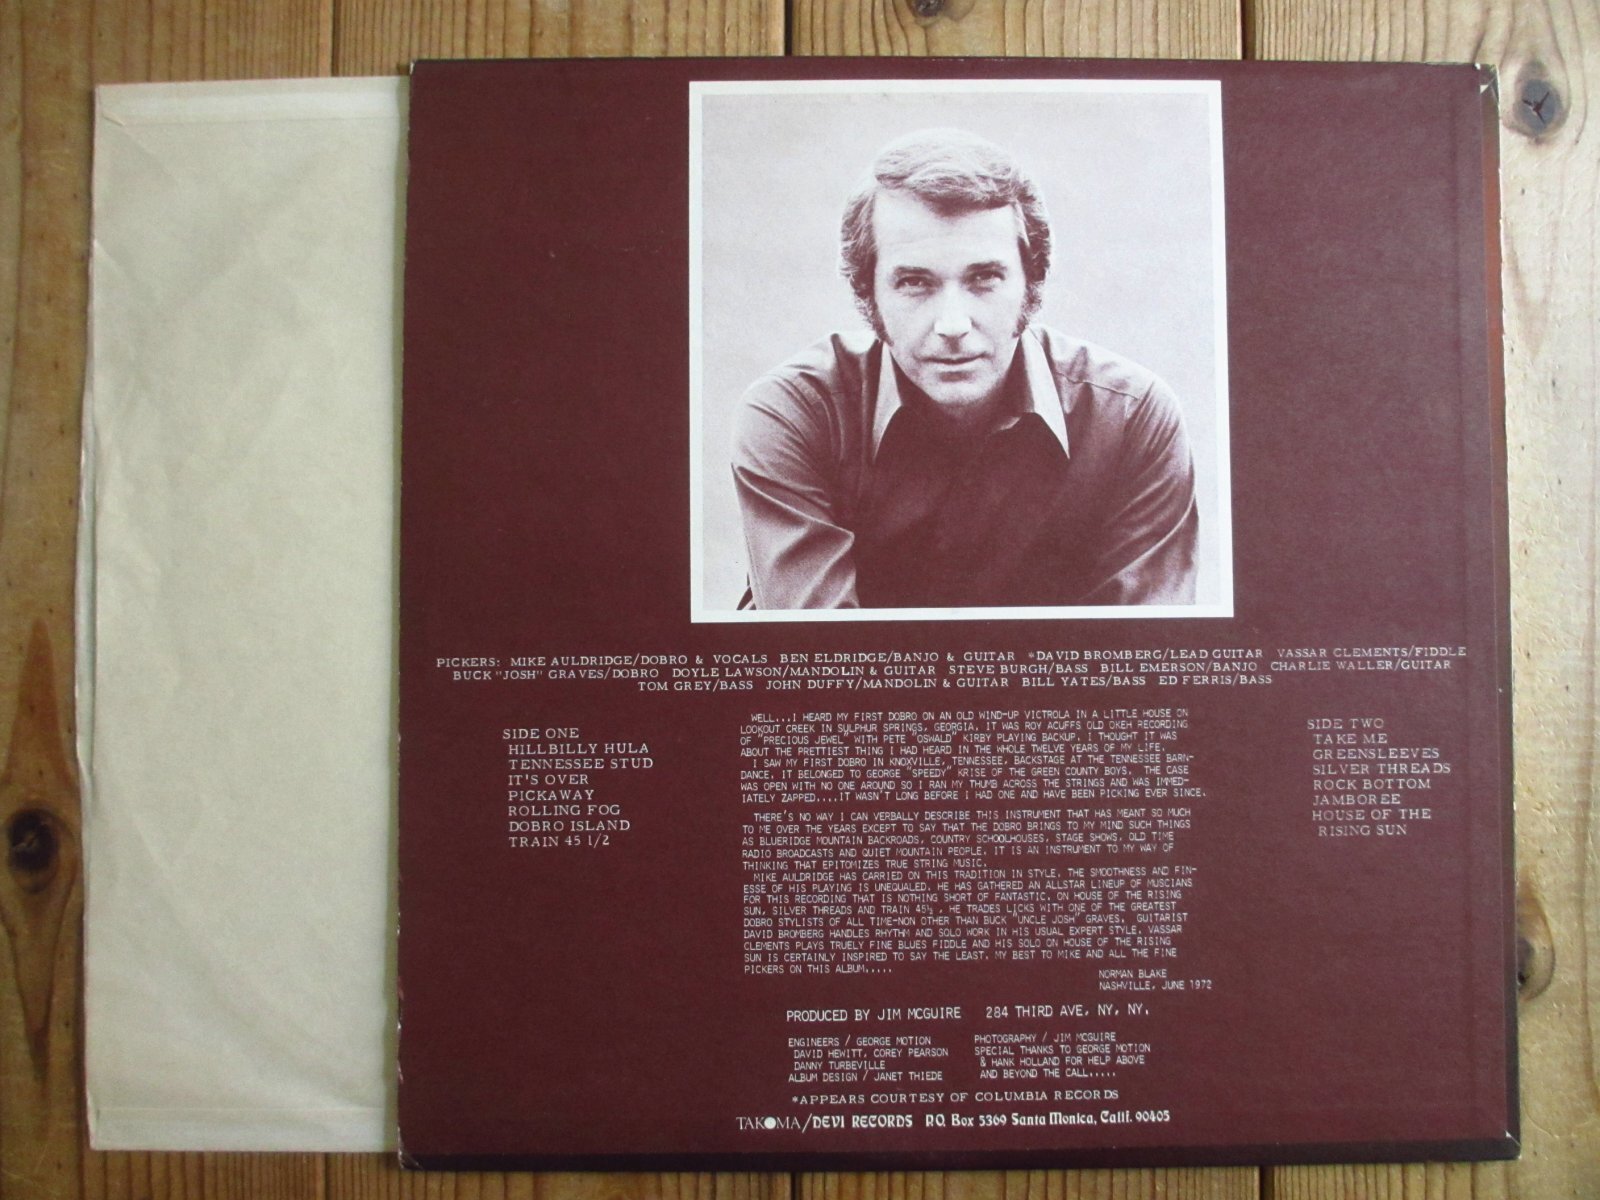 PICKERS: MIKE AULDRIDGE/DOBRO & VOCALS BEN ELDRIDGE/BANJO & GUITAR *DAVID BROMBERG/LEAD GUITAR VASSAR CLEMENTS/FIDDLE
BUCK "JOSH" GRAVES/DOBRO DOYLE LAWSON/MANDOLIN & GUITAR STEVE BURGH/BASS BILL EMERSON/BANJO CHARLIE WALLER/GUITAR
TOM GREY/BASS JOHN DUFFY/MANDOLIN & GUITAR BILL YATES/BASS ED FERRIS/BASS
SIDE ONE
HILLBILLY HULA
TENNESSEE STUD
IT'S OVER
PICKAWAY
ROLLING FOG
DOBRO ISLAND
TRAIN 45 1/2
WELL...I HEARD MY FIRST DOBRO ON AN OLD WIND-UP VICTROLA IN A LITTLE HOUSE ON
LOOKOUT CREEK IN SULPHUR SPRINGS, GEORGIA. IT WAS ROY ACUFFS OLD OKEH RECORDING
OF "PRECIOUS JEWEL" WITH PETE "OSWALD" KIRBY PLAYING BACKUP. I THOUGHT IT WAS
ABOUT THE PRETTIEST THING I HAD HEARD IN THE WHOLE TWELVE YEARS OF MY LIFE.
I SAW MY FIRST DOBRO IN KNOXVILLE, TENNESSEE, BACKSTAGE AT THE TENNESSEE BARN-
DANCE. IT BELONGED TO GEORGE "SPEEDY" KRISE OF THE GREEN COUNTY BOYS. THE CASE
WAS OPEN WITH NO ONE AROUND SO I RAN MY THUMB ACROSS THE STRINGS AND WAS IMMED-
IATELY ZAPPED....IT WASN'T LONG BEFORE I HAD ONE AND HAVE BEEN PICKING EVER SINCE.
THERE'S NO WAY I CAN VERBALLY DESCRIBE THIS INSTRUMENT THAT HAS MEANT SO MUCH
TO ME OVER THE YEARS EXCEPT TO SAY THAT THE DOBRO BRINGS TO MY MIND SUCH THINGS
AS BLUERIDGE MOUNTAIN BACKROADS, COUNTRY SCHOOLHOUSES, STAGE SHOWS, OLD TIME
RADIO BROADCASTS AND QUIET MOUNTAIN PEOPLE. IT IS AN INSTRUMENT TO MY WAY OF
THINKING THAT EPITOMIZES TRUE STRING MUSIC.
MIKE AULDRIDGE HAS CARRIED ON THIS TRADITION IN STYLE. THE SMOOTHNESS AND FIN-
ESSE OF HIS PLAYING IS UNEQUALED. HE HAS GATHERED AN ALLSTAR LINEUP OF MUSCIANS
FOR THIS RECORDING THAT IS NOTHING SHORT OF FANTASTIC. ON HOUSE OF THE RISING
SUN, SILVER THREADS AND TRAIN 45½, HE TRADES LICKS WITH ONE OF THE GREATEST
DOBRO STYLISTS OF ALL TIME-NON OTHER THAN BUCK "UNCLE JOSH" GRAVES. GUITARIST
DAVID BROMBERG HANDLES RHYTHM AND SOLO WORK IN HIS USUAL EXPERT STYLE. VASSAR
CLEMENTS PLAYS TRUELY FINE BLUES FIDDLE AND HIS SOLO ON HOUSE OF THE RISING
SUN IS CERTAINLY INSPIRED TO SAY THE LEAST. MY BEST TO MIKE AND ALL THE FINE
PICKERS ON THIS ALBUM.....
NORMAN BLAKE
NASHVILLE, JUNE 1972
SIDE TWO
TAKE ME
GREENSLEEVES
SILVER THREADS
ROCK BOTTOM
JAMBOREE
HOUSE OF THE
RISING SUN
PRODUCED BY JIM MCGUIRE 284 THIRD AVE. NY, NY.
ENGINEERS / GEORGE MOTION
DAVID HEWITT, COREY PEARSON
DANNY TURBEVILLE
ALBUM DESIGN / JANET THIEDE
PHOTOGRAPHY / JIM MCGUIRE
SPECIAL THANKS TO GEORGE MOTION
& HANK HOLLAND FOR HELP ABOVE
AND BEYOND THE CALL.....
*APPEARS COURTESY OF COLUMBIA RECORDS
TAKOMA/DEVI RECORDS P.O. Box 5369 Santa Monica, Calif. 90405